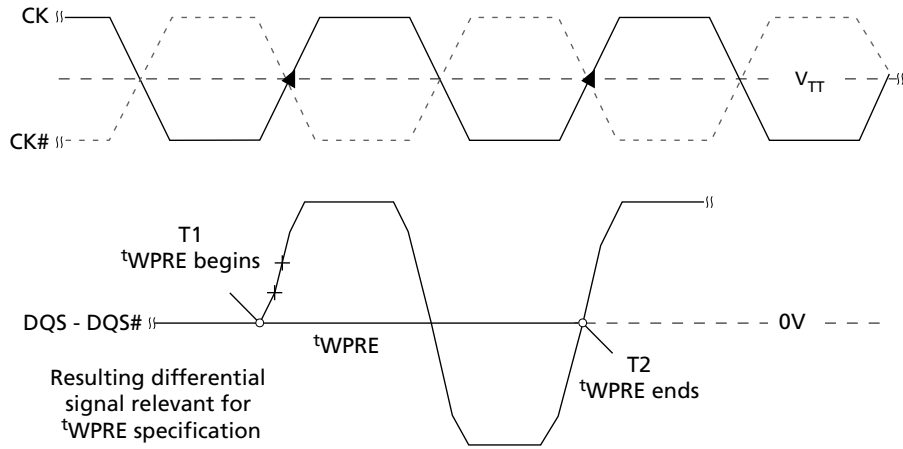 CK
V_TT
CK#
T1
ᵗWPRE begins
DQS - DQS#
0V
ᵗWPRE
T2
ᵗWPRE ends
Resulting differential
signal relevant for
ᵗWPRE specification